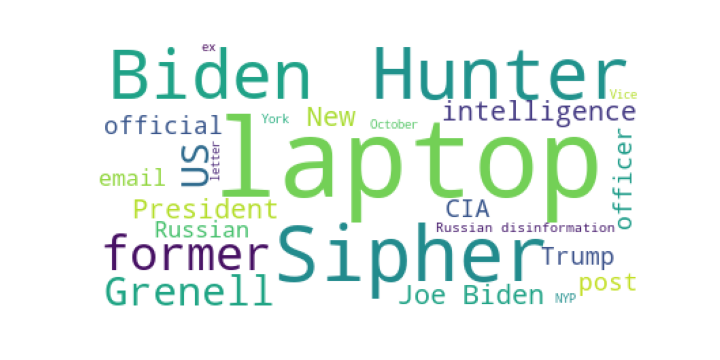 ex
Biden Hunter
Vice
intelligence
official York New October
laptop
US
letter
officer
email
President CIA
Russian Russian disinformation
former Sipher Trump
Grenell Joe Biden NYP post